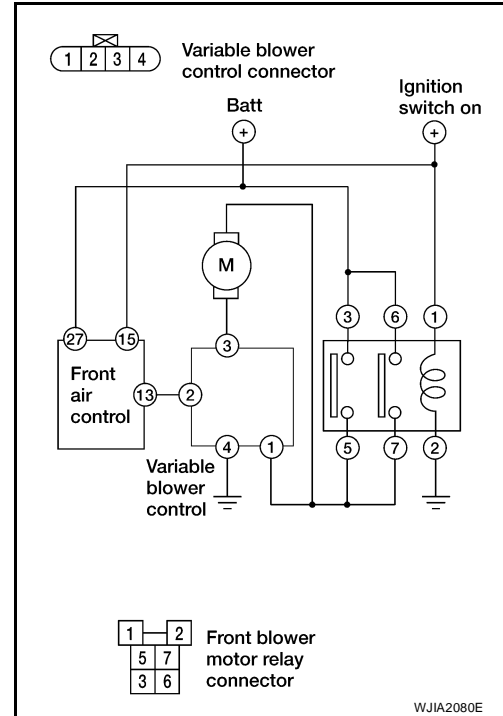 1 2 3 4
Variable blower
control connector
Batt
Ignition
switch on
+
+
M
3 6 1
27 15
3
Front
air
control
13
2
4 1
5 7 2
Variable
blower
control
1 2
5 7
3 6
Front blower
motor relay
connector
WJIA2080E